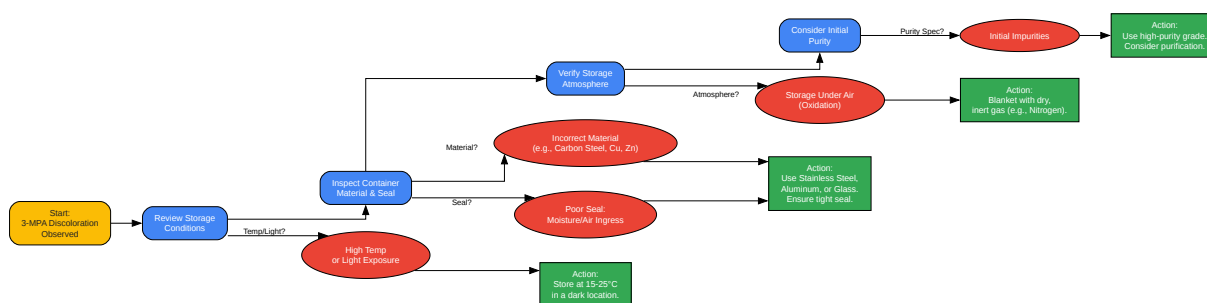 Start:
3-MPA Discoloration
Observed
Review Storage
Conditions
Temp/Light?
High Temp
or Light Exposure
Action:
Store at 15-25°C
in a dark location.
Inspect Container
Material & Seal
Material?
Incorrect Material
(e.g., Carbon Steel, Cu, Zn)
Seal?
Poor Seal:
Moisture/Air Ingress
Action:
Use Stainless Steel,
Aluminum, or Glass.
Ensure tight seal.
Verify Storage
Atmosphere
Atmosphere?
Storage Under Air
(Oxidation)
Action:
Blanket with dry,
inert gas (e.g., Nitrogen).
Consider Initial
Purity
Purity Spec?
Initial Impurities
Action:
Use high-purity grade.
Consider purification.